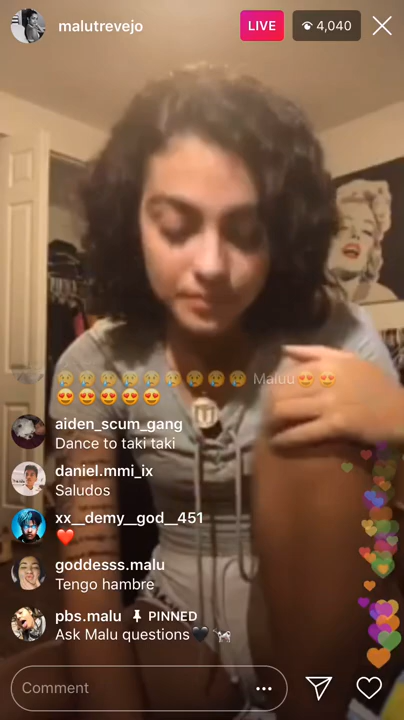 malutrevejo
LIVE
4,040
😢😢😢😢😢😢😢😢😢 Maluu😍😍
😍😍😍😍😍
aiden_scum_gang
Dance to taki taki
daniel.mmi_ix
Saludos
xx__demy_god__451
❤️
goddesss.malu
Tengo hambre
pbs.malu 📌 PINNED
Ask Malu questions🖤🐩
Comment